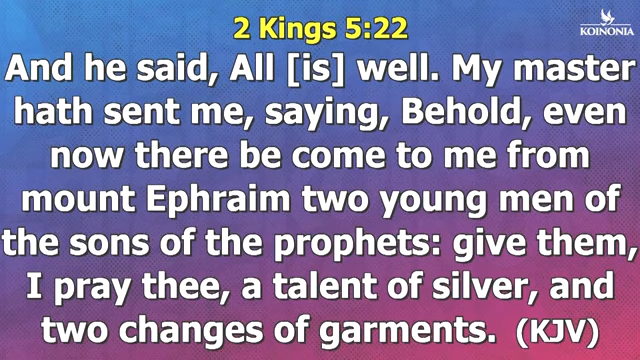 2 Kings 5:22
KOINONIA
And he said, All [is] well. My master
hath sent me, saying, Behold, even
now there be come to me from
mount Ephraim two young men of
the sons of the prophets: give them,
I pray thee, a talent of silver, and
two changes of garments. (KJV)